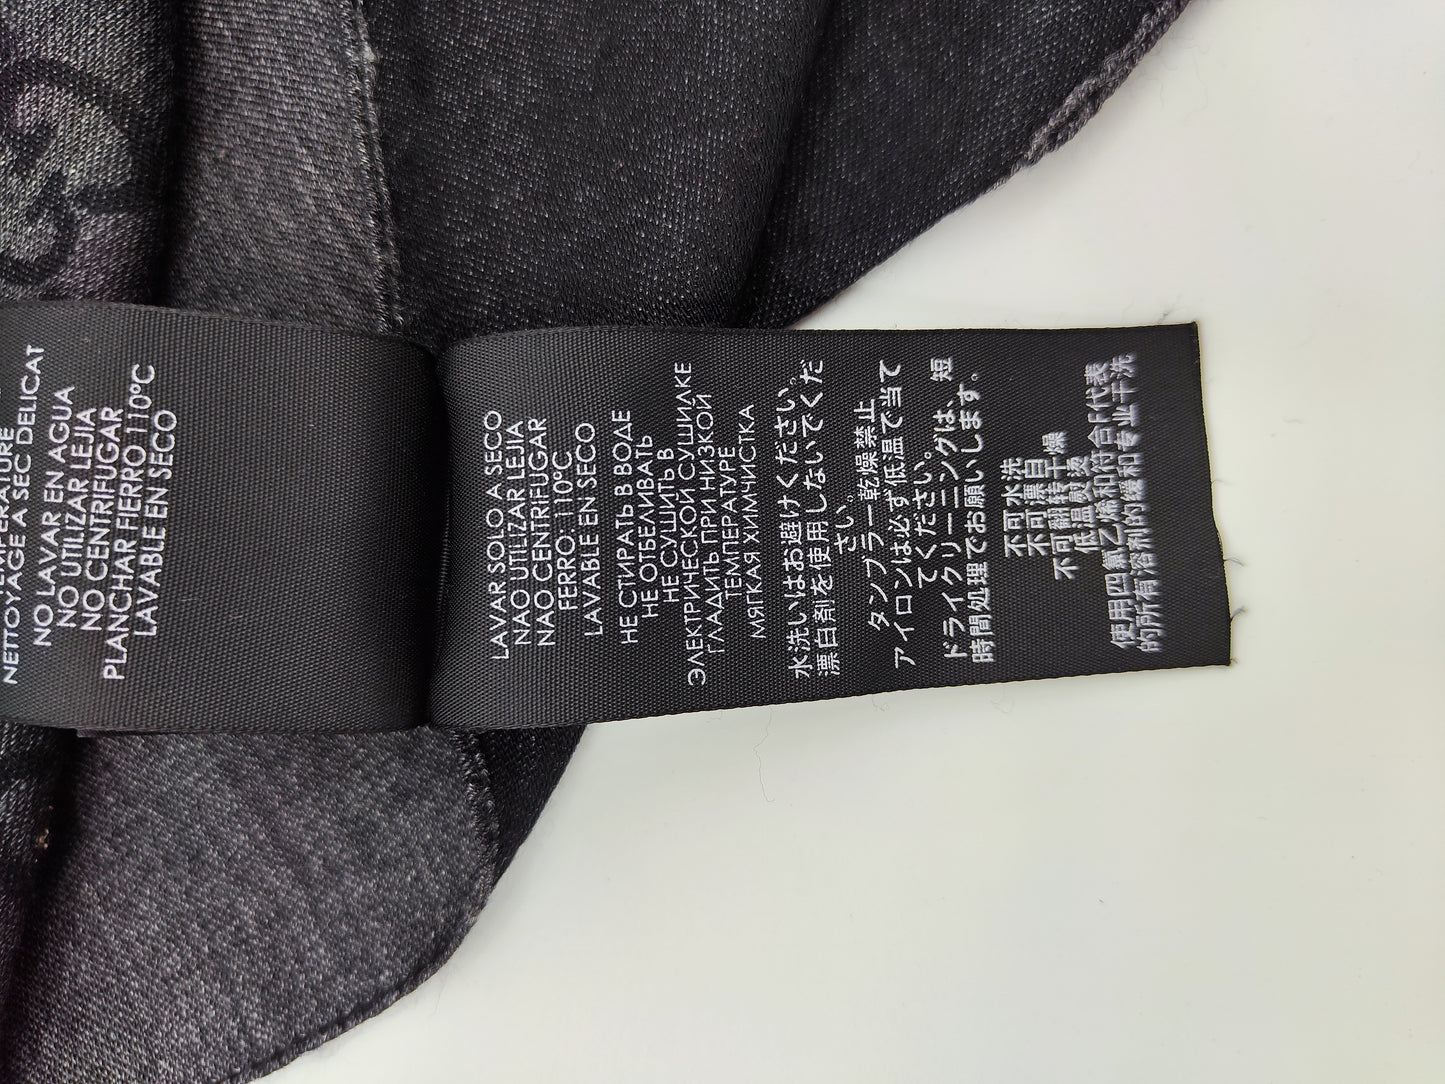 NETTOYAGE A SEC DELICAT
NO LAVAR EN AGUA
NO UTILIZAR LEJIA
NO CENTRIFUGAR
PLANCHAR FIERRO 110°C
LAVABLE EN SECO
LAVAR SOLO A SECO
NAO UTILIZAR LEJIA
NAO CENTRIFUGAR
FERRO: 110°C
LAVABLE EN SECO
НЕ СТИРАТЬ В ВОДЕ
НЕ ОТБЕЛИВАТЬ
НЕ СУШИТЬ В
ЭЛЕКТРИЧЕСКОЙ СУШИЛКЕ
ГЛАДИТЬ ПРИ НИЗКОЙ
ТЕМПЕРАТУРЕ
МЯГКАЯ ХИМЧИСТКА
水洗いはお避けください。
漂白剤を使用しないでくだ
さい。
タンブラー乾燥禁止
アイロンは必ず低温で当て
てください。
ドライクリーニングは、短
時間処理でお願いします。
不可水洗
不可漂白
不可翻转干燥
低温熨烫
使用四氯乙烯和符合F代表
的所有溶剂的缓和专业干洗